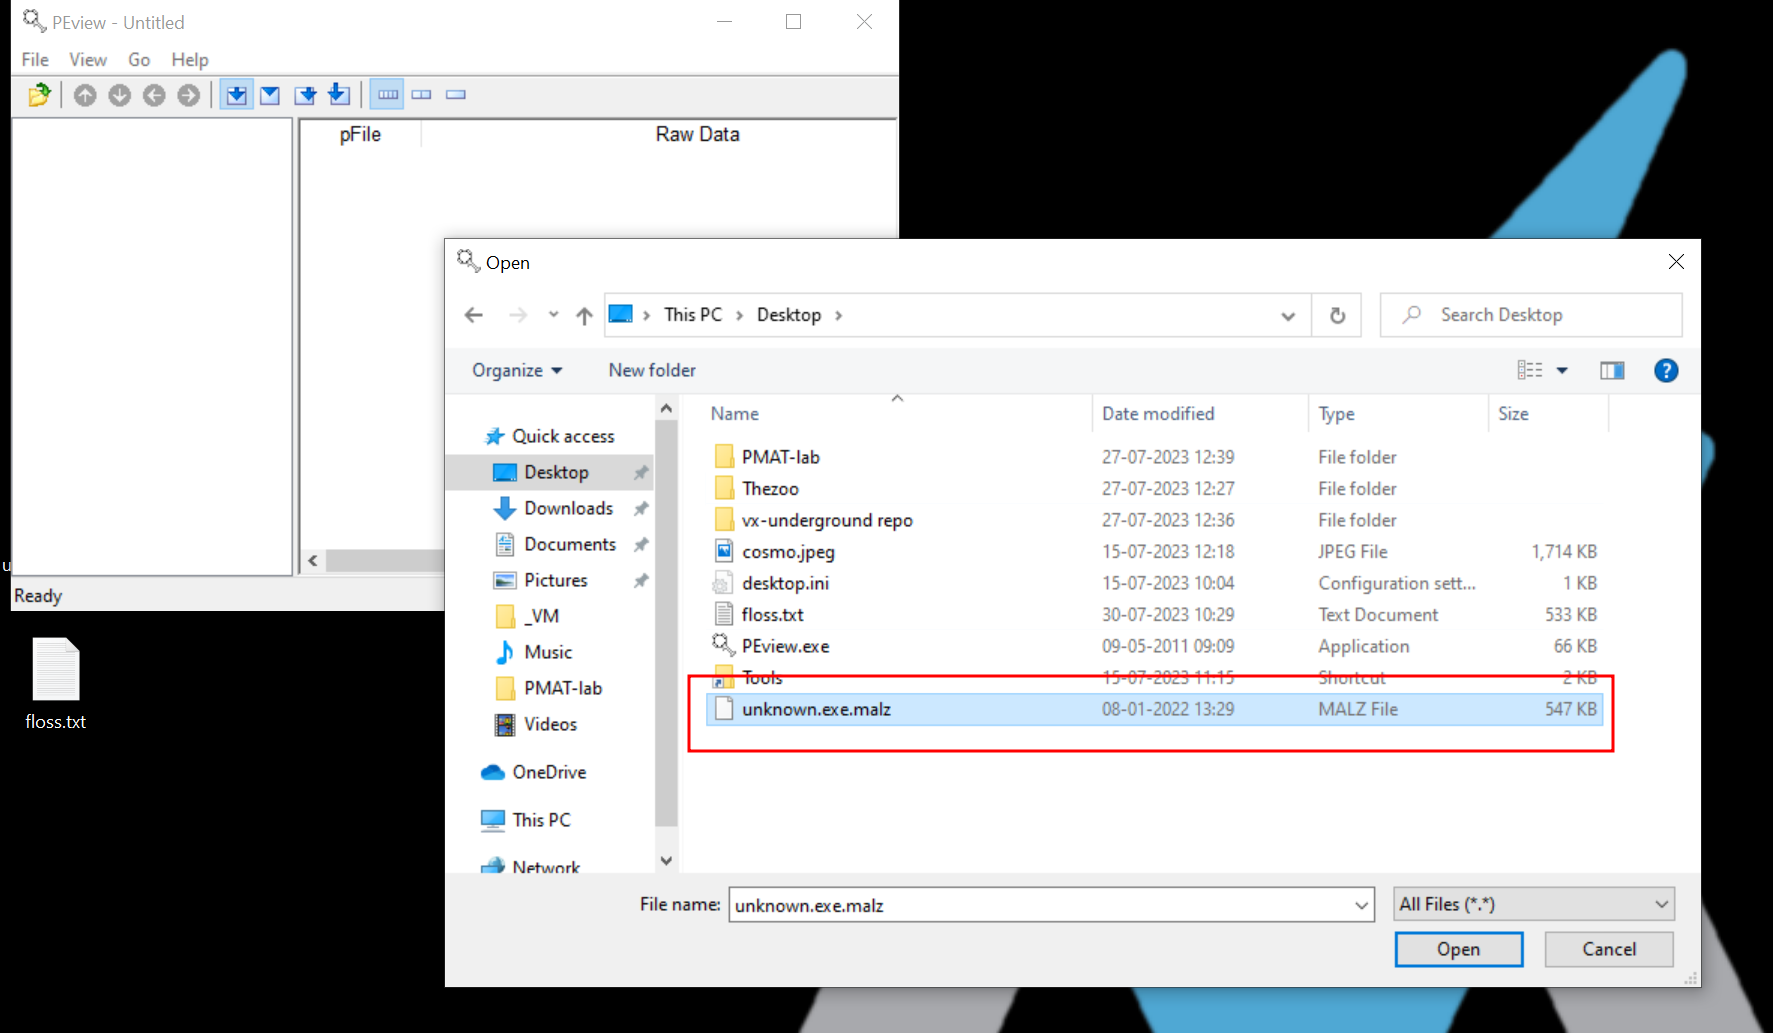 PEview - Untitled
File View Go Help
pFile Raw Data
Ready
u
floss.txt
Open
This PC Desktop
Search Desktop
Organize New folder
Quick access
Desktop
Downloads
Documents
Pictures
_VM
Music
PMAT-lab
Videos
OneDrive
This PC
Network
Name Date modified Type Size
PMAT-lab 27-07-2023 12:39 File folder
Thezoo 27-07-2023 12:27 File folder
vx-underground repo 27-07-2023 12:36 File folder
cosmo.jpeg 15-07-2023 12:18 JPEG File 1,714 KB
desktop.ini 15-07-2023 10:04 Configuration sett... 1 KB
floss.txt 30-07-2023 10:29 Text Document 533 KB
PEview.exe 09-05-2011 09:09 Application 66 KB
Tools 15-07-2023 11:15 Shortcut 2 KB
unknown.exe.malz 08-01-2022 13:29 MALZ File 547 KB
File name: unknown.exe.malz All Files (*.*)
Open Cancel